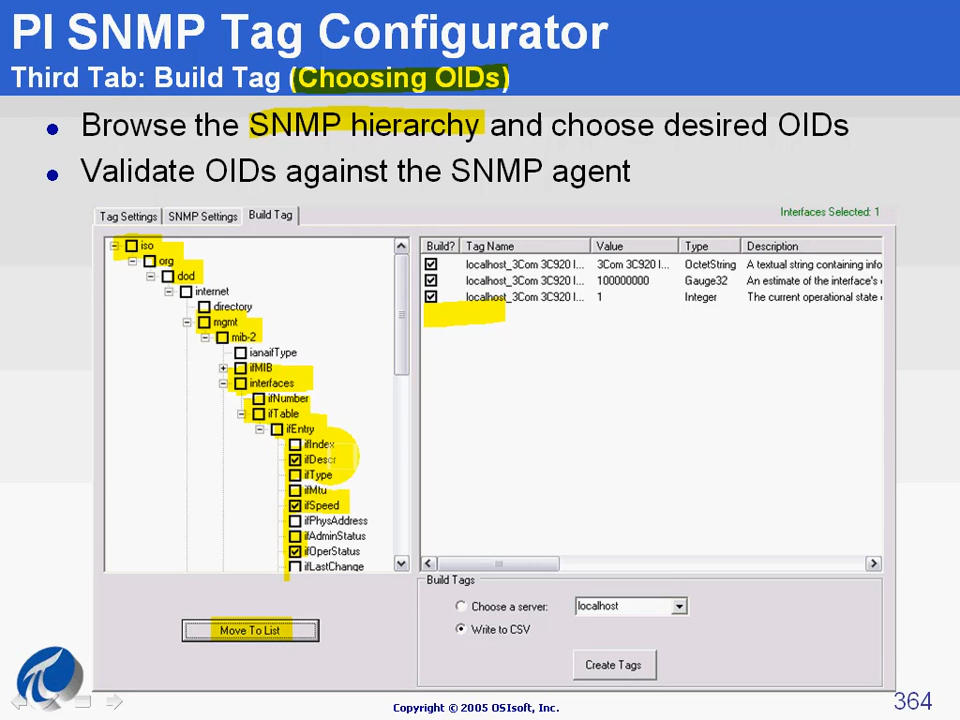 PI SNMP Tag Configurator
Third Tab: Build Tag (Choosing OIDs)
Browse the SNMP hierarchy and choose desired OIDs
Validate OIDs against the SNMP agent
Tag Settings SNMP Settings Build Tag
Interfaces Selected: 1
iso
org
dod
internet
directory
mgmt
mib-2
ianaifType
ifMIB
interfaces
ifNumber
ifTable
ifEntry
ifIndex
ifDescr
ifType
ifMtu
ifSpeed
ifPhysAddress
ifAdminStatus
ifOperStatus
ifLastChange
Build? Tag Name Value Type Description
localhost_3Com 3C920 I... 3Com 3C920 I... OctetString A textual string containing info
localhost_3Com 3C920 I... 100000000 Gauge32 An estimate of the interface's
localhost_3Com 3C920 I... 1 Integer The current operational state
Move To List
Build Tags
Choose a server: localhost
Write to CSV
Create Tags
Copyright © 2005 OSIsoft, Inc.
364